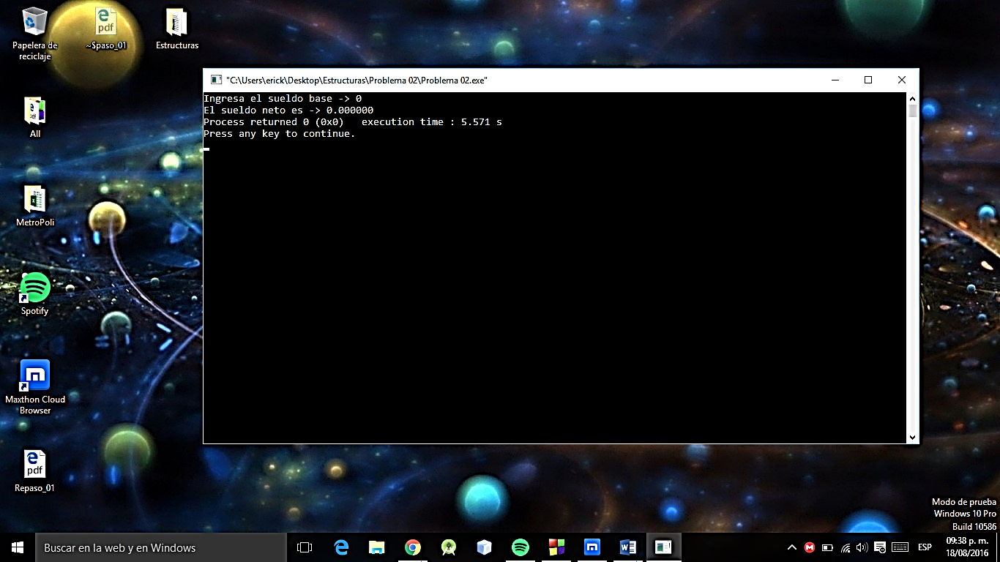 Papelera de
reciclaje
~$paso_01
Estructuras
All
MetroPoli
Spotify
Maxthon Cloud
Browser
Repaso_01
"C:\Users\erick\Desktop\Estructuras\Problema 02\Problema 02.exe"
Ingresa el sueldo base -> 0
El sueldo neto es -> 0.000000
Process returned 0 (0x0)   execution time : 5.571 s
Press any key to continue.
Modo de prueba
Windows 10 Pro
Build 10586
Buscar en la web y en Windows
ESP
09:38 p. m.
18/08/2016